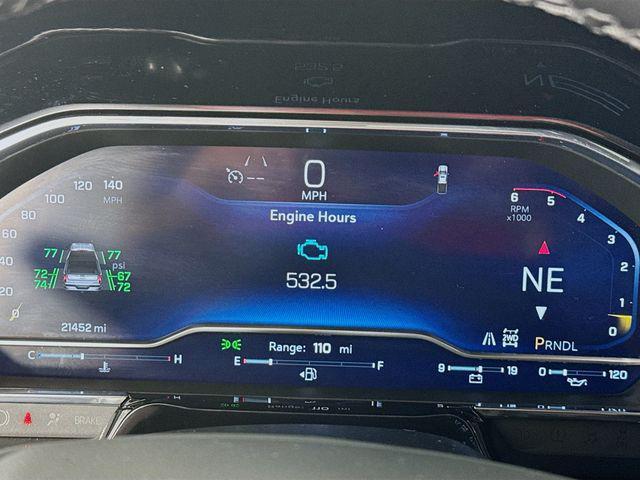 0
MPH
Engine Hours
532.5
140
120
100
80
60
40
20
0
MPH
77 77
psi
72 67
74 72
21452 mi
6 5 4 3 2 1 0
RPM
x1000
NE
2WD
PRNDL
C H
Range: 110 mi
E F
9 19
0 120
BRAKE